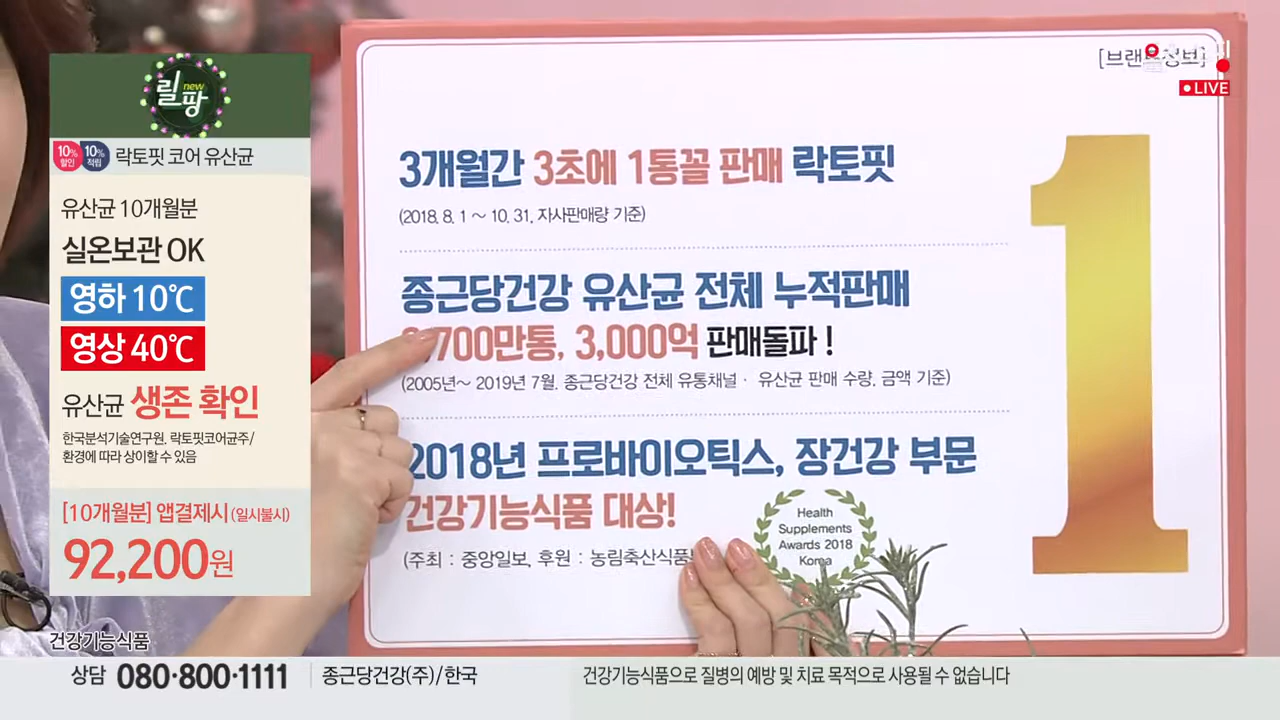 릴팡
new
10%
할인
10%
적립
락토핏 코어 유산균
유산균 10개월분
실온보관 OK
영하 10℃
영상 40℃
유산균 생존 확인
한국분석기술연구원. 락토핏코어균주/
환경에 따라 상이할 수 있음
[10개월분] 앱결제시 (일시불시)
92,200원
건강기능식품
LIVE
3개월간 3초에 1통꼴 판매 락토핏
(2018. 8. 1 ~ 10. 31. 자사판매량 기준)
종근당건강 유산균 전체 누적판매
700만통, 3,000억 판매돌파 !
(2005년~ 2019년 7월. 종근당건강 전체 유통채널 · 유산균 판매 수량. 금액 기준)
2018년 프로바이오틱스, 장건강 부문
건강기능식품 대상!
(주최 : 중앙일보, 후원 : 농림축산식품
Health
Supplements
Awards 2018
Korea
1
상담 080·800·1111
종근당건강(주)/한국
건강기능식품으로 질병의 예방 및 치료 목적으로 사용될 수 없습니다